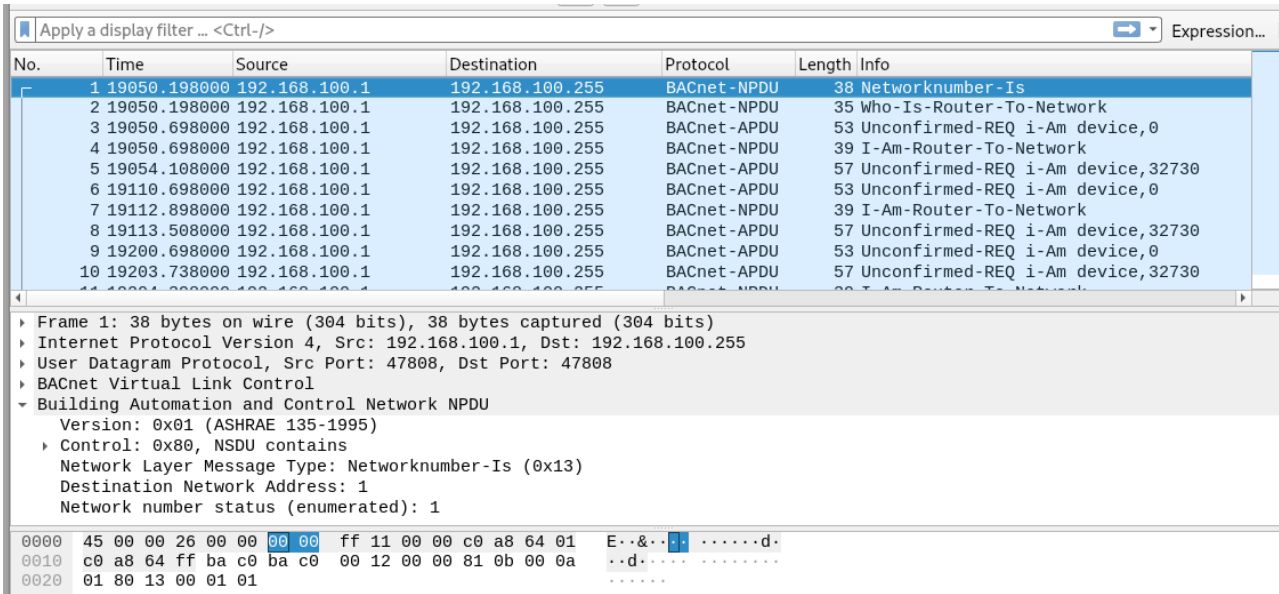 Apply a display filter ... <Ctrl-/> Expression...
No. Time Source Destination Protocol Length Info
1 19050.198000 192.168.100.1 192.168.100.255 BACnet-NPDU 38 Networknumber-Is
2 19050.198000 192.168.100.1 192.168.100.255 BACnet-NPDU 35 Who-Is-Router-To-Network
3 19050.698000 192.168.100.1 192.168.100.255 BACnet-APDU 53 Unconfirmed-REQ i-Am device,0
4 19050.698000 192.168.100.1 192.168.100.255 BACnet-NPDU 39 I-Am-Router-To-Network
5 19054.108000 192.168.100.1 192.168.100.255 BACnet-APDU 57 Unconfirmed-REQ i-Am device,32730
6 19110.698000 192.168.100.1 192.168.100.255 BACnet-APDU 53 Unconfirmed-REQ i-Am device,0
7 19112.898000 192.168.100.1 192.168.100.255 BACnet-NPDU 39 I-Am-Router-To-Network
8 19113.508000 192.168.100.1 192.168.100.255 BACnet-APDU 57 Unconfirmed-REQ i-Am device,32730
9 19200.698000 192.168.100.1 192.168.100.255 BACnet-APDU 53 Unconfirmed-REQ i-Am device,0
10 19203.738000 192.168.100.1 192.168.100.255 BACnet-APDU 57 Unconfirmed-REQ i-Am device,32730
Frame 1: 38 bytes on wire (304 bits), 38 bytes captured (304 bits)
Internet Protocol Version 4, Src: 192.168.100.1, Dst: 192.168.100.255
User Datagram Protocol, Src Port: 47808, Dst Port: 47808
BACnet Virtual Link Control
Building Automation and Control Network NPDU
Version: 0x01 (ASHRAE 135-1995)
Control: 0x80, NSDU contains
Network Layer Message Type: Networknumber-Is (0x13)
Destination Network Address: 1
Network number status (enumerated): 1
0000 45 00 00 26 00 00 00 00 ff 11 00 00 c0 a8 64 01 E··&···· ······d·
0010 c0 a8 64 ff ba c0 ba c0 00 12 00 00 81 0b 00 0a ··d····· ········
0020 01 80 13 00 01 01 ······